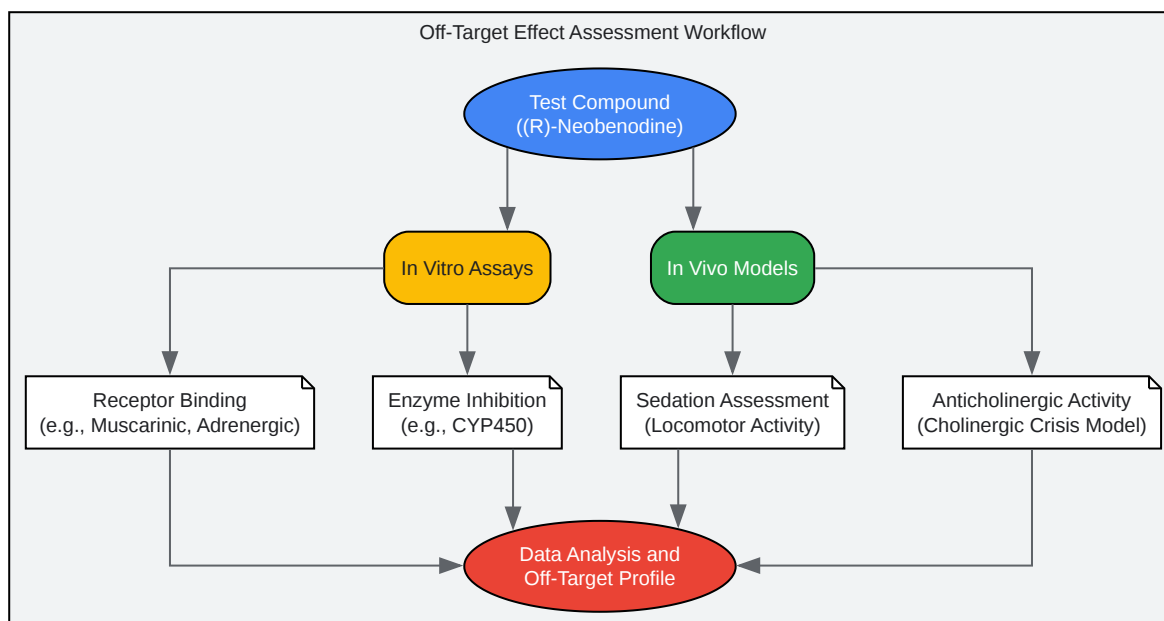 Off-Target Effect Assessment Workflow
Test Compound
((R)-Neobenodine)
In Vitro Assays
In Vivo Models
Receptor Binding
(e.g., Muscarinic, Adrenergic)
Enzyme Inhibition
(e.g., CYP450)
Sedation Assessment
(Locomotor Activity)
Anticholinergic Activity
(Cholinergic Crisis Model)
Data Analysis and
Off-Target Profile